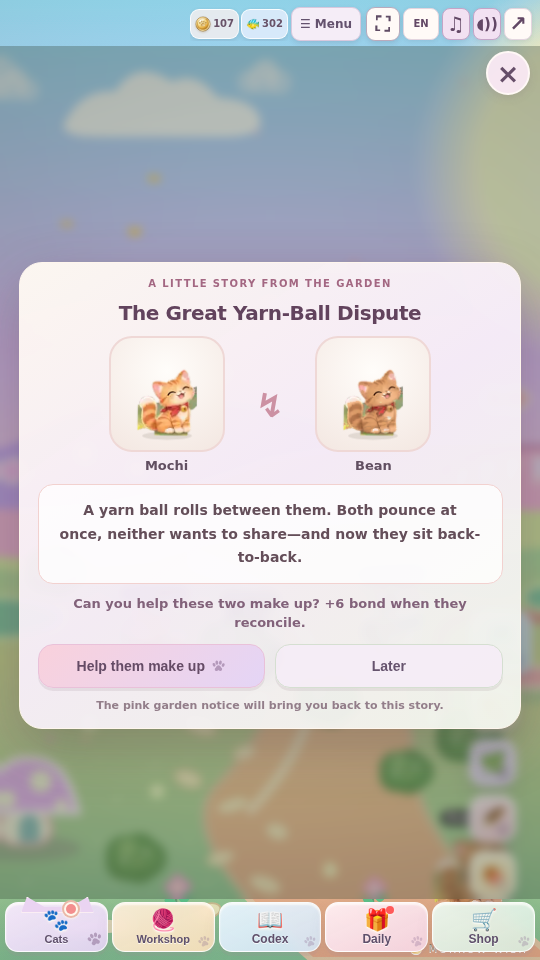 107
302
☰ Menu
EN
A LITTLE STORY FROM THE GARDEN
The Great Yarn-Ball Dispute
Mochi
Bean
A yarn ball rolls between them. Both pounce at
once, neither wants to share—and now they sit back-
to-back.
Can you help these two make up? +6 bond when they
reconcile.
Help them make up
Later
The pink garden notice will bring you back to this story.
Cats
Workshop
Codex
Daily
Shop